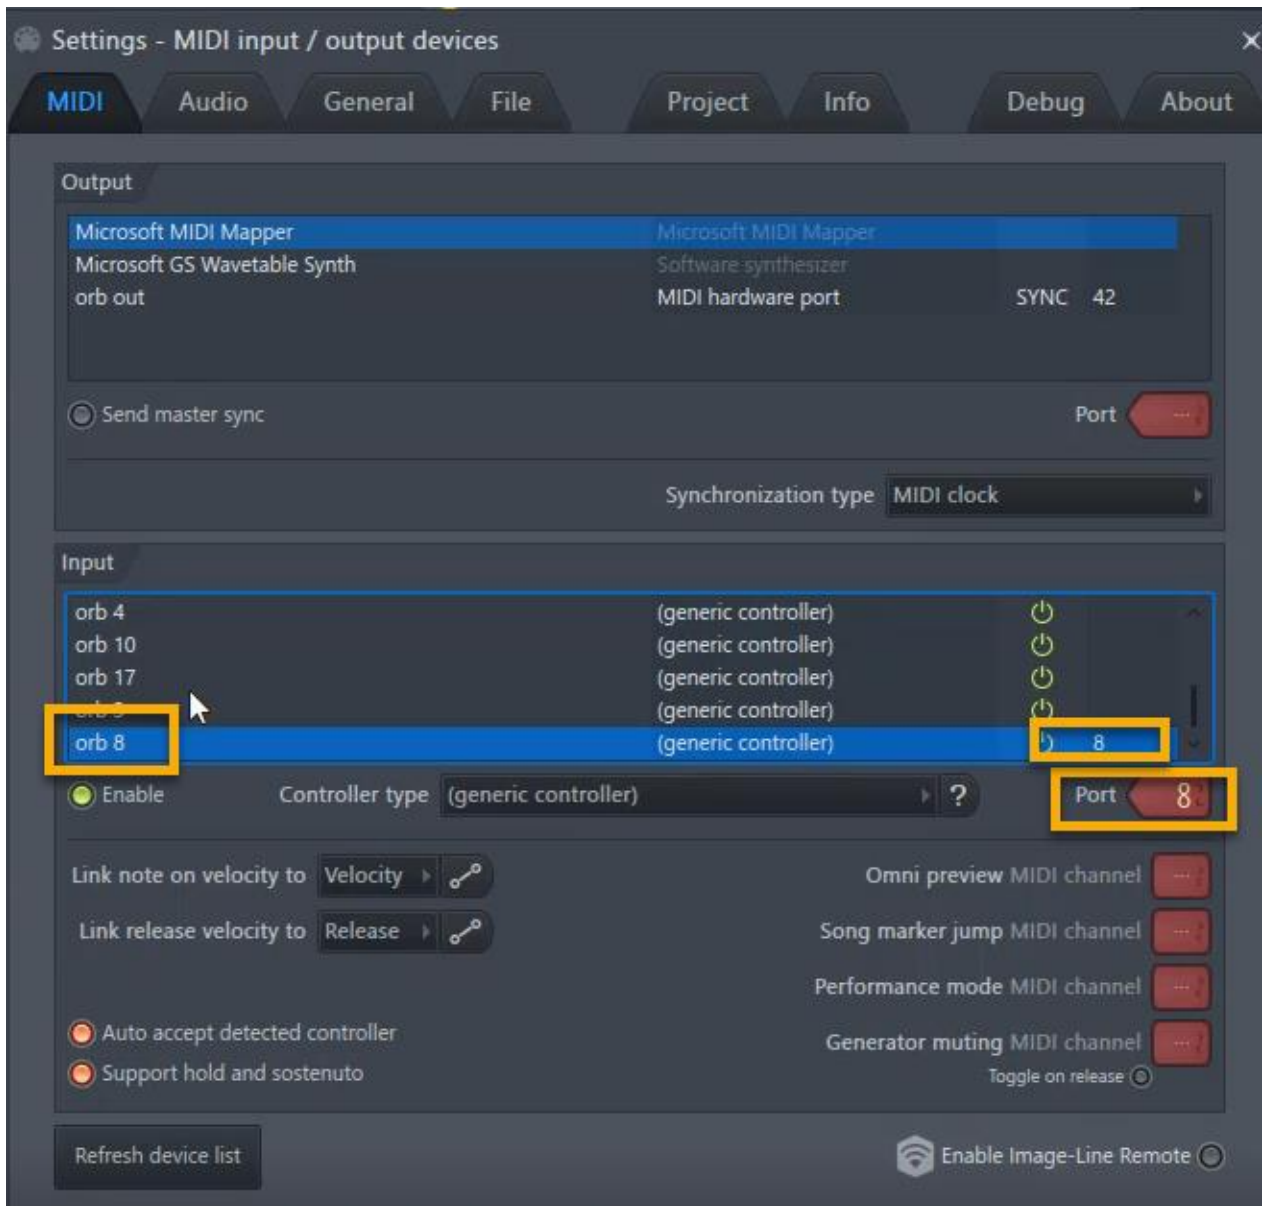 Settings - MIDI input / output devices
MIDI Audio General File Project Info Debug About
Output
Microsoft MIDI Mapper Microsoft MIDI Mapper
Microsoft GS Wavetable Synth Software synthesizer
orb out MIDI hardware port SYNC 42
Send master sync Port ...
Synchronization type MIDI clock
Input
orb 4 (generic controller)
orb 10 (generic controller)
orb 17 (generic controller)
orb (generic controller)
orb 8 (generic controller) 8
Enable Controller type (generic controller) ? Port 8
Link note on velocity to Velocity Omni preview MIDI channel ...
Link release velocity to Release Song marker jump MIDI channel ...
Performance mode MIDI channel ...
Auto accept detected controller Generator muting MIDI channel ...
Support hold and sostenuto Toggle on release
Refresh device list Enable Image-Line Remote